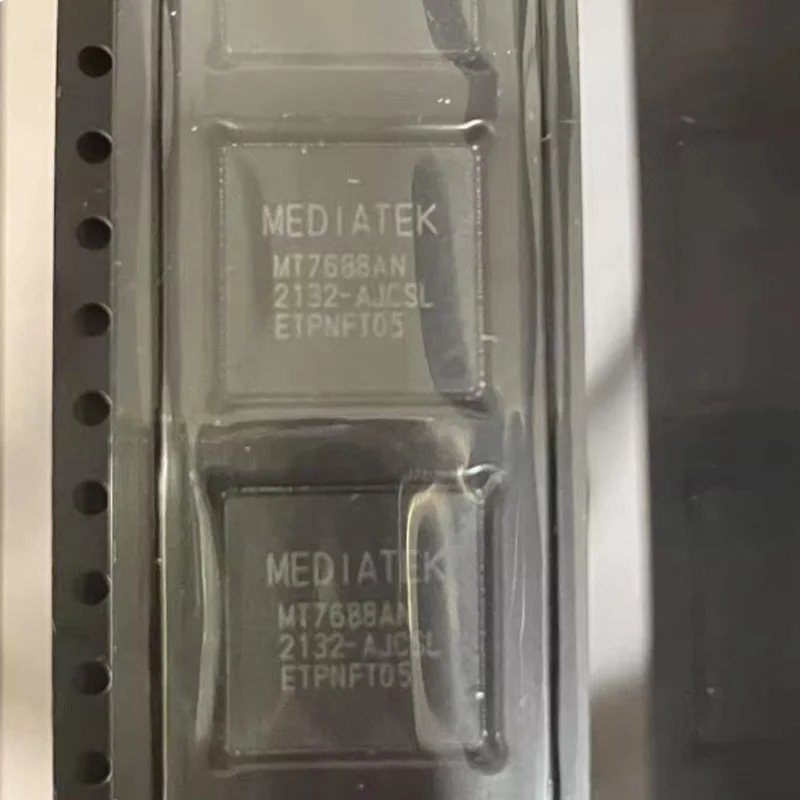 MEDIATEK
MT7688AN
2132-AJCSL
ETPNFT05
MEDIATEK
MT7688AN
2132-AJCSL
ETPNFT05